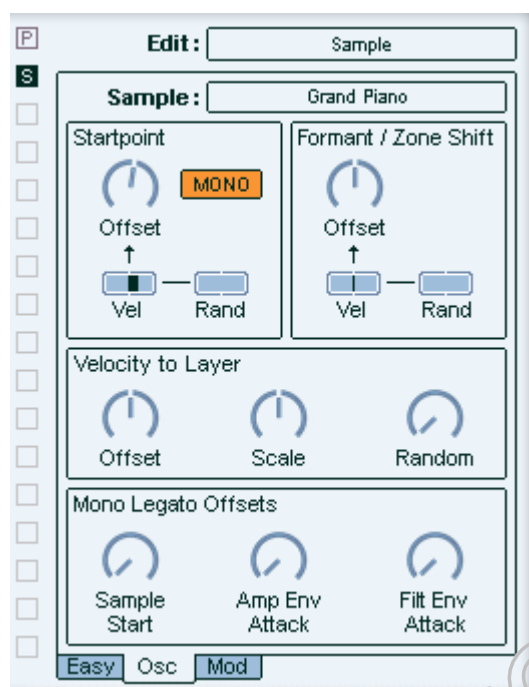 P
Edit: Sample
S
Sample: Grand Piano
Startpoint
MONO
Offset
Vel Rand
Formant / Zone Shift
Offset
Vel Rand
Velocity to Layer
Offset Scale Random
Mono Legato Offsets
Sample Start
Amp Env Attack
Filt Env Attack
Easy Osc Mod